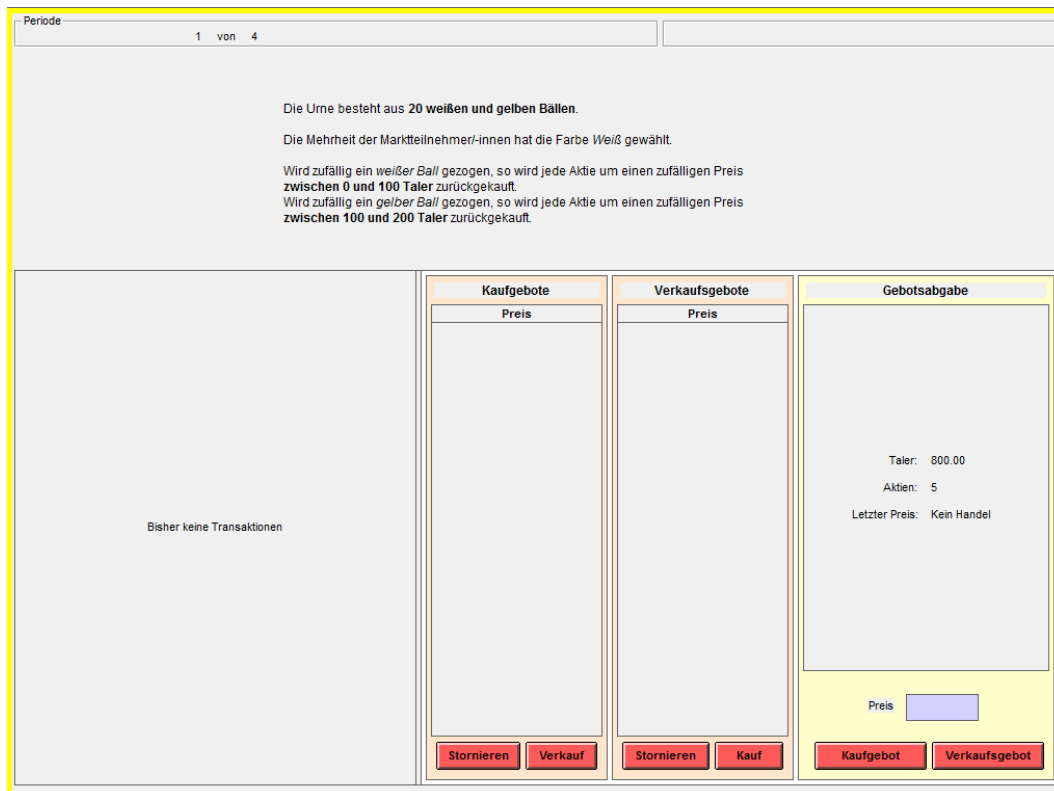 Periode
1 von 4
Die Urne besteht aus 20 weißen und gelben Bällen.
Die Mehrheit der Marktteilnehmer/-innen hat die Farbe Weiß gewählt.
Wird zufällig ein weißer Ball gezogen, so wird jede Aktie um einen zufälligen Preis
zwischen 0 und 100 Taler zurückgekauft.
Wird zufällig ein gelber Ball gezogen, so wird jede Aktie um einen zufälligen Preis
zwischen 100 und 200 Taler zurückgekauft.
Bisher keine Transaktionen
Kaufgebote
Preis
Stornieren Verkauf
Verkaufsgebote
Preis
Stornieren Kauf
Gebotsabgabe
Taler: 800.00
Aktien: 5
Letzter Preis: Kein Handel
Preis
Kaufgebot Verkaufsgebot